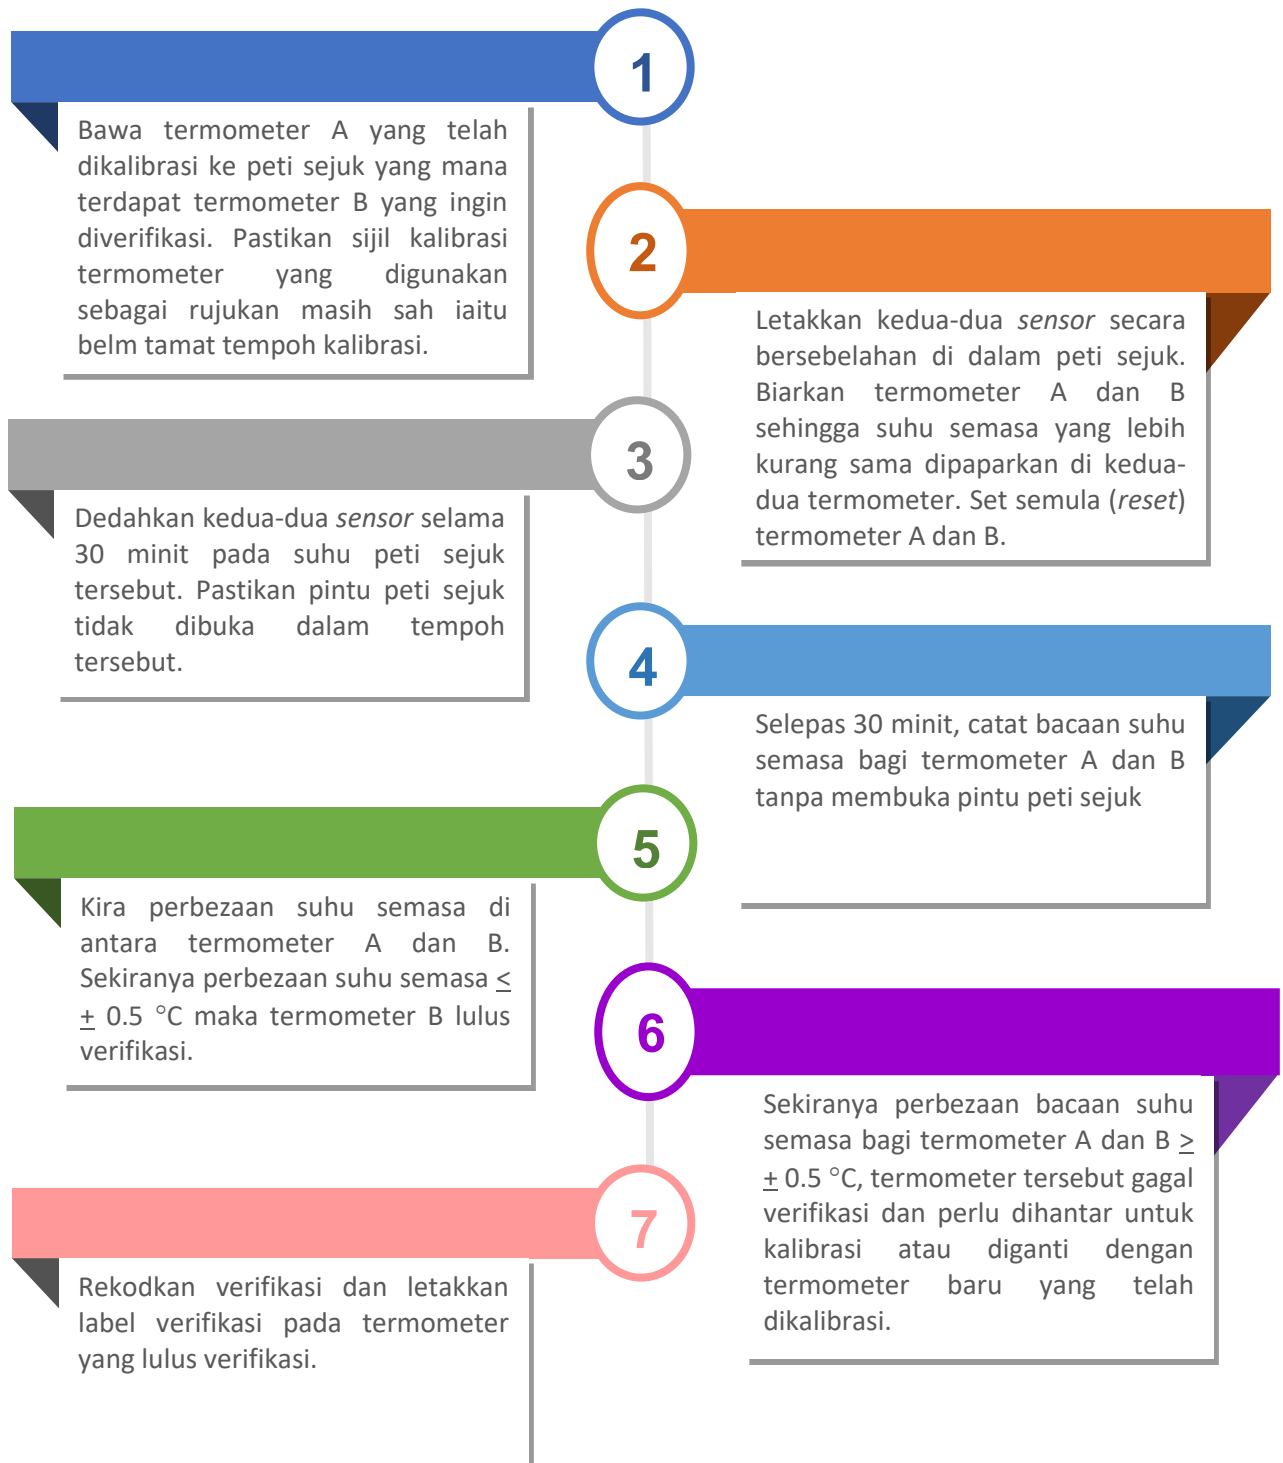 1
Bawa termometer A yang telah
dikalibrasi ke peti sejuk yang mana
terdapat termometer B yang ingin
diverifikasi. Pastikan sijil kalibrasi
termometer yang digunakan
sebagai rujukan masih sah iaitu
belm tamat tempoh kalibrasi.
2
Letakkan kedua-dua sensor secara
bersebelahan di dalam peti sejuk.
Biarkan termometer A dan B
sehingga suhu semasa yang lebih
kurang sama dipaparkan di kedua-
dua termometer. Set semula (reset)
termometer A dan B.
3
Dedahkan kedua-dua sensor selama
30 minit pada suhu peti sejuk
tersebut. Pastikan pintu peti sejuk
tidak dibuka dalam tempoh
tersebut.
4
Selepas 30 minit, catat bacaan suhu
semasa bagi termometer A dan B
tanpa membuka pintu peti sejuk
5
Kira perbezaan suhu semasa di
antara termometer A dan B.
Sekiranya perbezaan suhu semasa ≤
± 0.5 °C maka termometer B lulus
verifikasi.
6
Sekiranya perbezaan bacaan suhu
semasa bagi termometer A dan B ≥
± 0.5 °C, termometer tersebut gagal
verifikasi dan perlu dihantar untuk
kalibrasi atau diganti dengan
termometer baru yang telah
dikalibrasi.
7
Rekodkan verifikasi dan letakkan
label verifikasi pada termometer
yang lulus verifikasi.